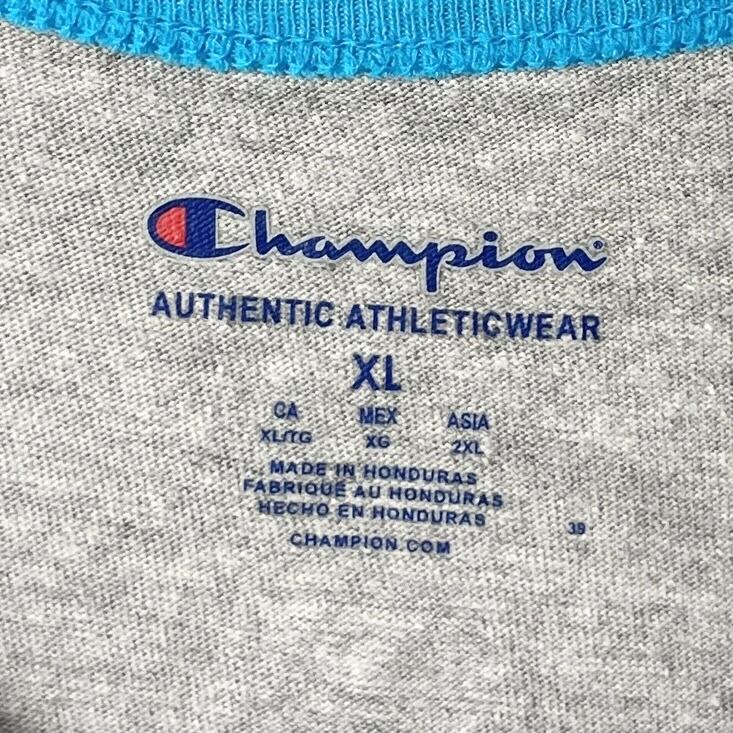 Champion®
AUTHENTIC ATHLETICWEAR
XL
CA MEX ASIA
XL/TG XG 2XL
MADE IN HONDURAS
FABRIQUÉ AU HONDURAS
HECHO EN HONDURAS
39
CHAMPION.COM